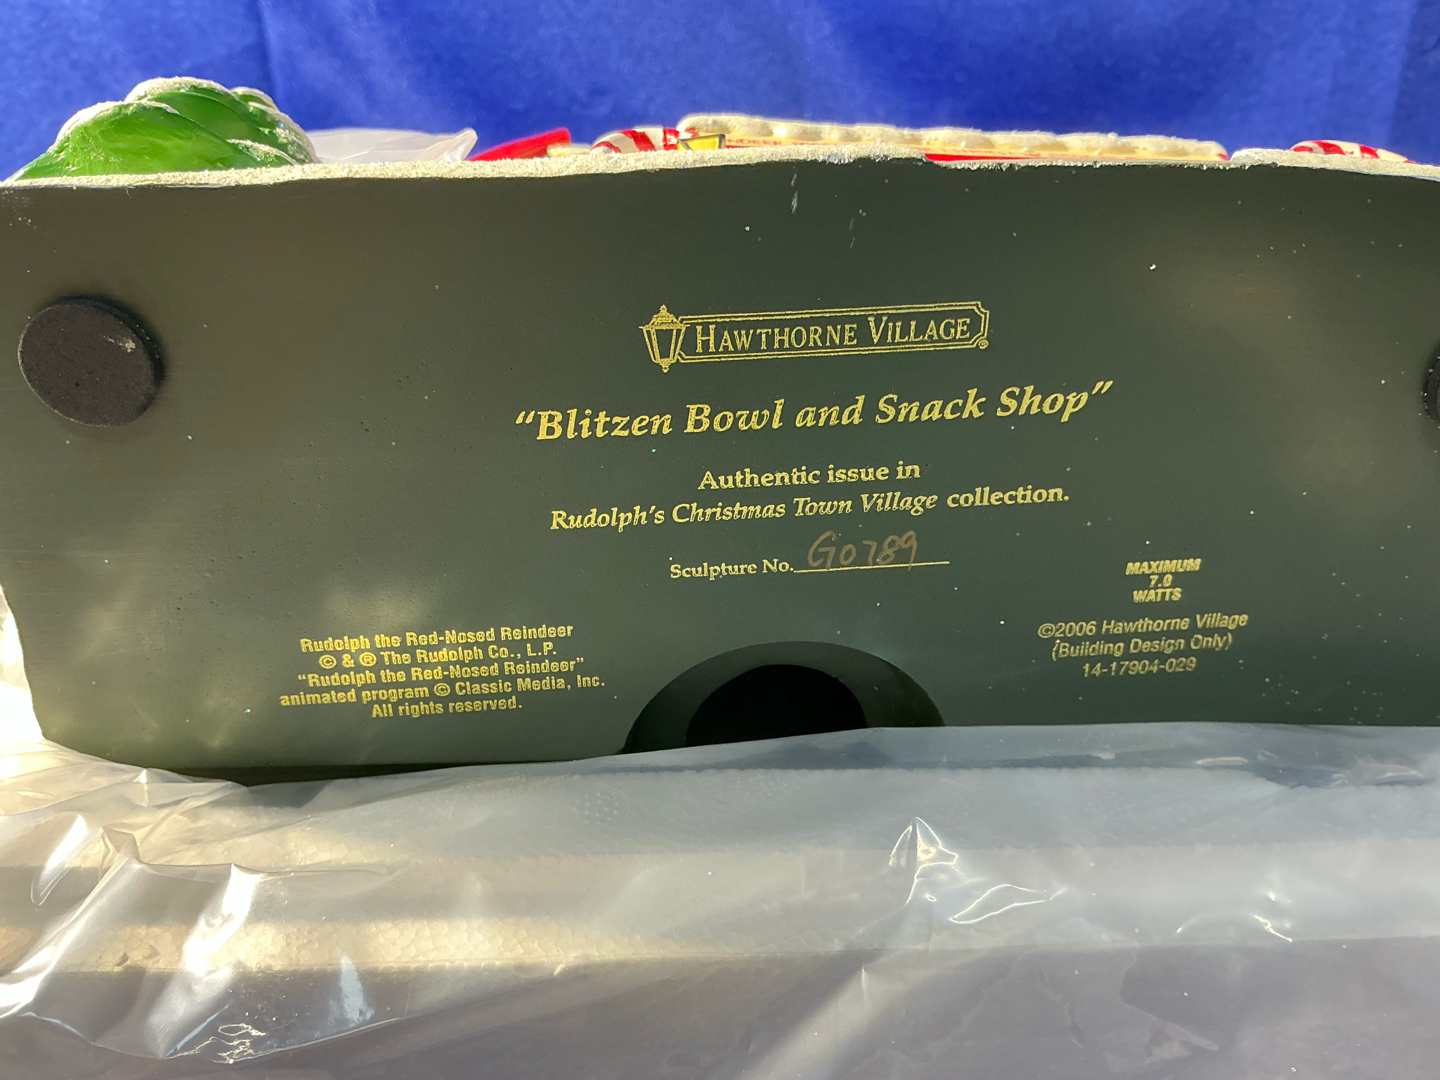 HAWTHORNE VILLAGE®
“Blitzen Bowl and Snack Shop”
Authentic issue in
Rudolph's Christmas Town Village collection.
Sculpture No. G0789
MAXIMUM
7.0
WATTS
Rudolph the Red-Nosed Reindeer
© & ® The Rudolph Co., L.P.
“Rudolph the Red-Nosed Reindeer”
animated program © Classic Media, Inc.
All rights reserved.
©2006 Hawthorne Village
(Building Design Only)
14-17904-029